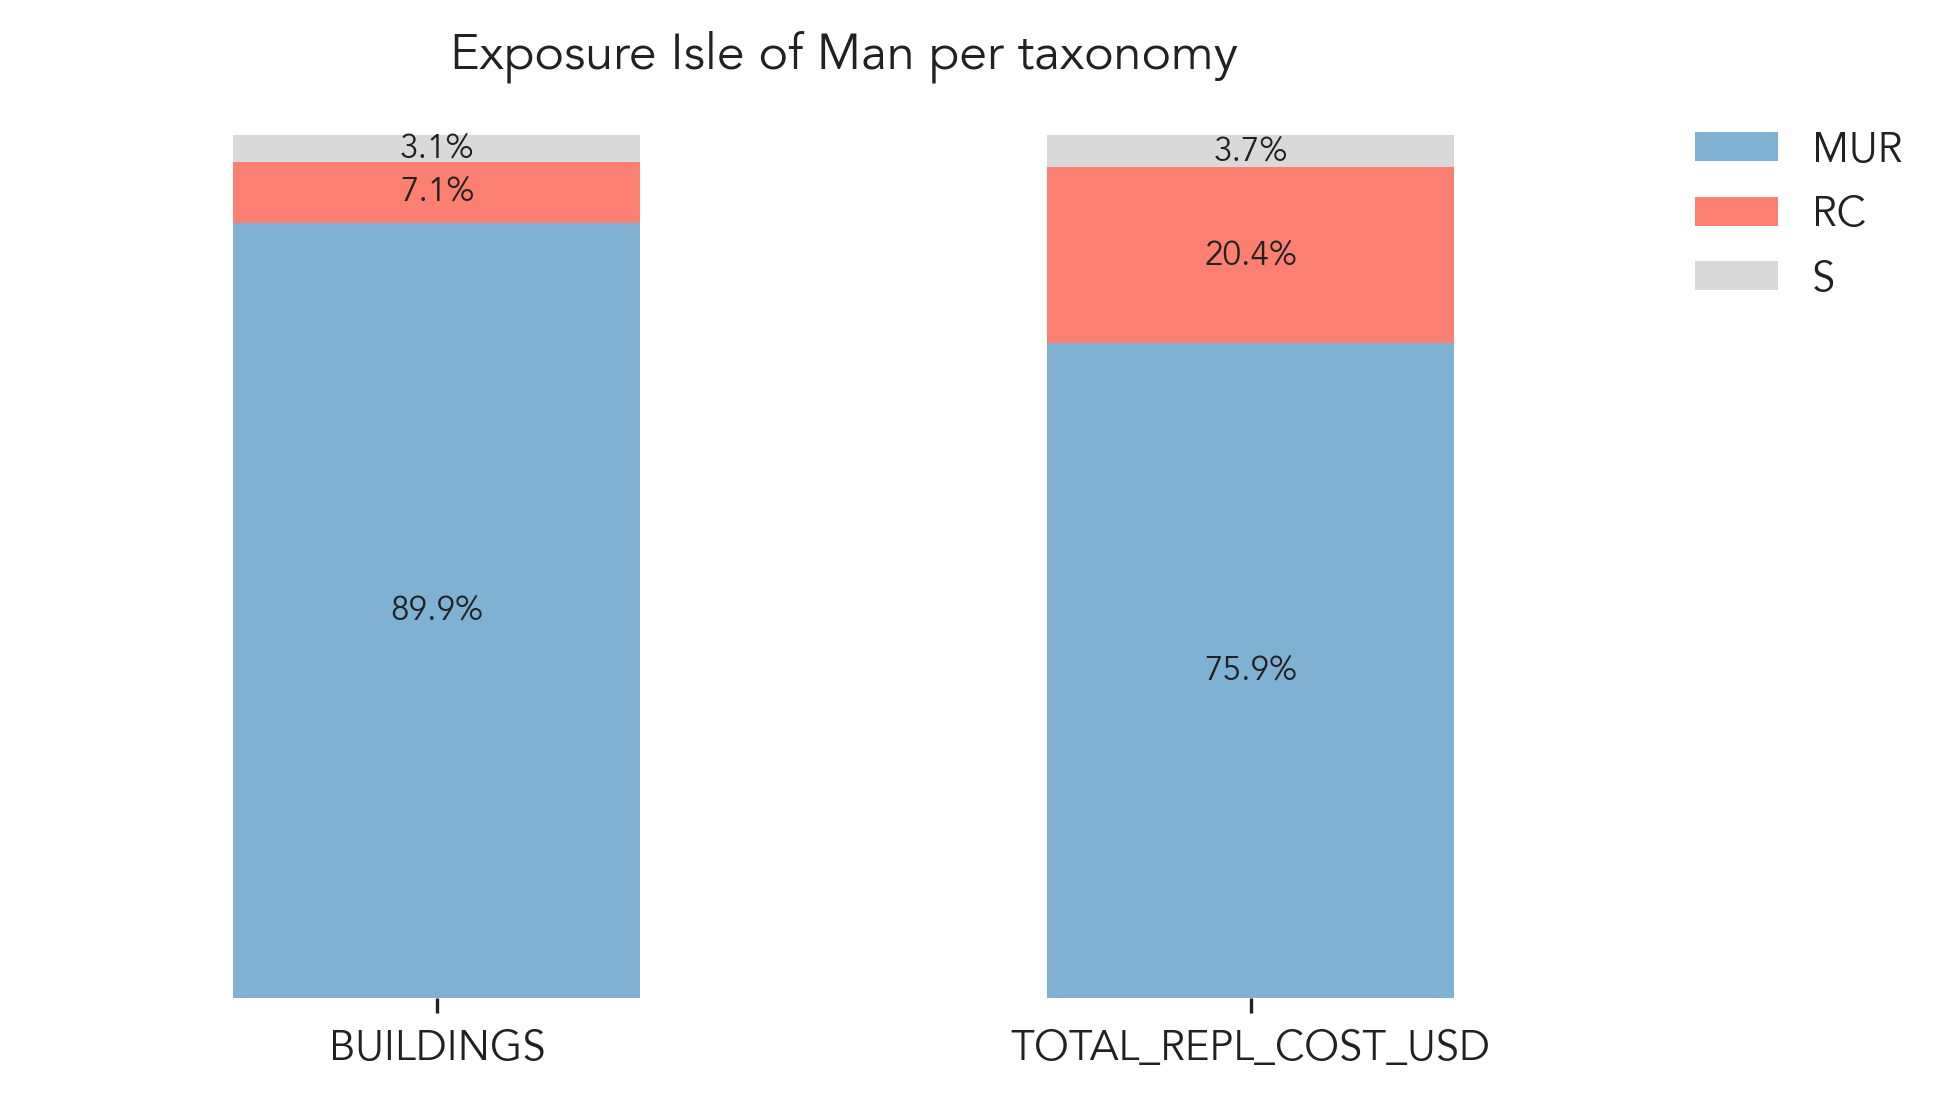 Exposure Isle of Man per taxonomy
3.1%
7.1%
89.9%
3.7%
20.4%
75.9%
MUR
RC
S
BUILDINGS
TOTAL_REPL_COST_USD